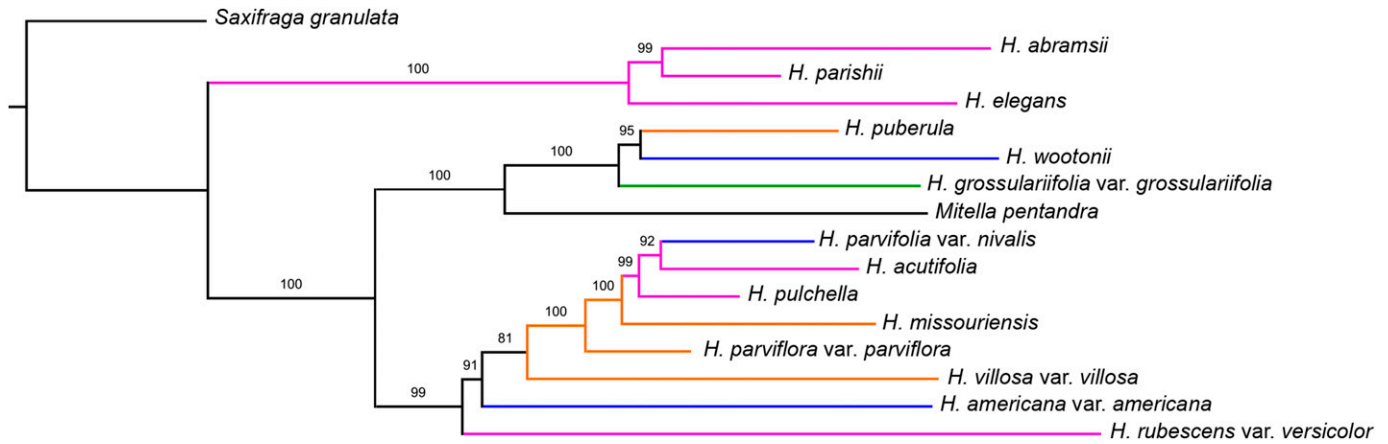 Saxifraga granulata
99
H. abramsii
100
H. parishii
H. elegans
95
H. puberula
100
H. wootonii
100
H. grossulariifolia var. grossulariifolia
Mitella pentandra
92
H. parvifolia var. nivalis
99
H. acutifolia
100
100
H. pulchella
100
H. missouriensis
81
H. parviflora var. parviflora
91
H. villosa var. villosa
99
H. americana var. americana
H. rubescens var. versicolor